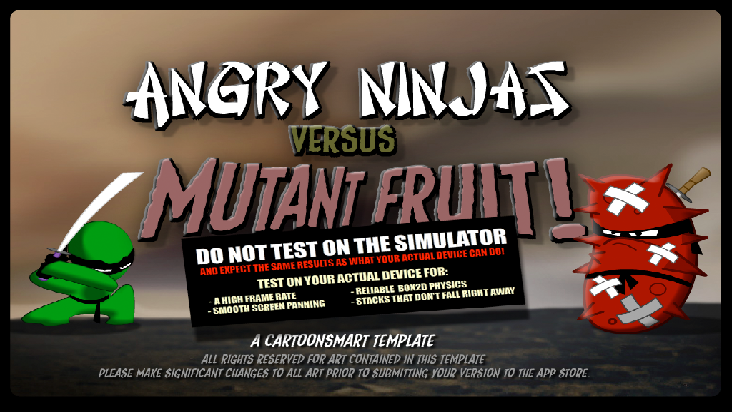 ANGRY NINJAS
VERSUS
MUTANT FRUIT!
DO NOT TEST ON THE SIMULATOR
AND EXPECT THE SAME RESULTS AS WHAT YOUR ACTUAL DEVICE CAN DO!
TEST ON YOUR ACTUAL DEVICE FOR:
- A HIGH FRAME RATE
- SMOOTH SCREEN PANNING
- RELIABLE BOX2D PHYSICS
- STACKS THAT DON'T FALL RIGHT AWAY
A CARTOONSMART TEMPLATE
ALL RIGHTS RESERVED FOR ART CONTAINED IN THIS TEMPLATE
PLEASE MAKE SIGNIFICANT CHANGES TO ALL ART PRIOR TO SUBMITTING YOUR VERSION TO THE APP STORE.